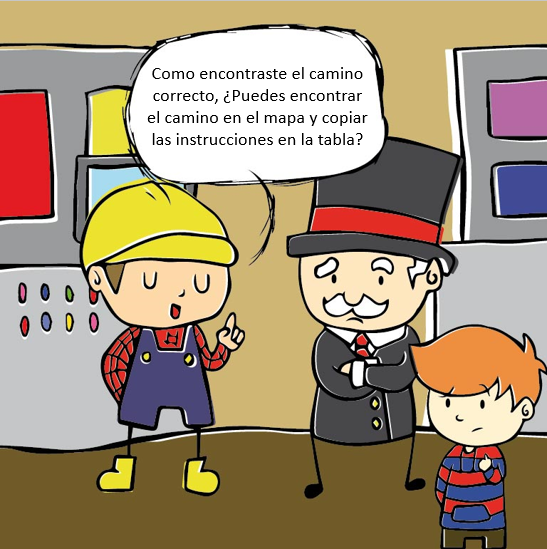 Como encontraste el camino
correcto, ¿Puedes encontrar
el camino en el mapa y copiar
las instrucciones en la tabla?